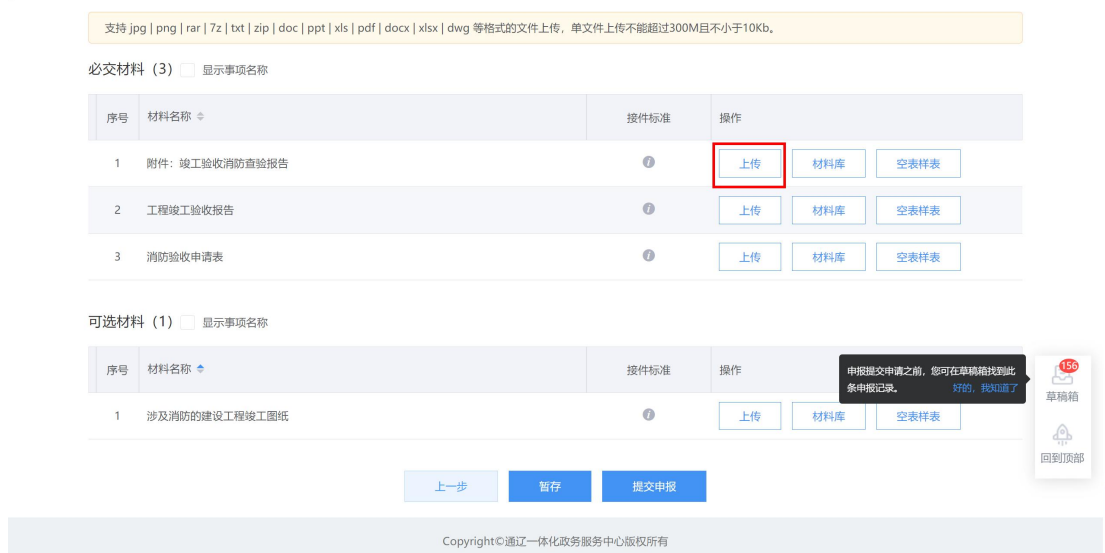 支持 jpg | png | rar | 7z | txt | zip | doc | ppt | xls | pdf | docx | xlsx | dwg 等格式的文件上传，单文件上传不能超过300M且不小于10Kb。
必交材料（3） 显示事项名称
序号 材料名称 接件标准 操作
1 附件：竣工验收消防查验报告 上传 材料库 空表样表
2 工程竣工验收报告 上传 材料库 空表样表
3 消防验收申请表 上传 材料库 空表样表
可选材料（1） 显示事项名称
序号 材料名称 接件标准 操作
申报提交申请之前，您可在草稿箱找到此
条申报记录。 好的，我知道了
156
草稿箱
1 涉及消防的建设工程竣工图纸 上传 材料库 空表样表
回到顶部
上一步 暂存 提交申报
Copyright©通辽一体化政务服务中心版权所有